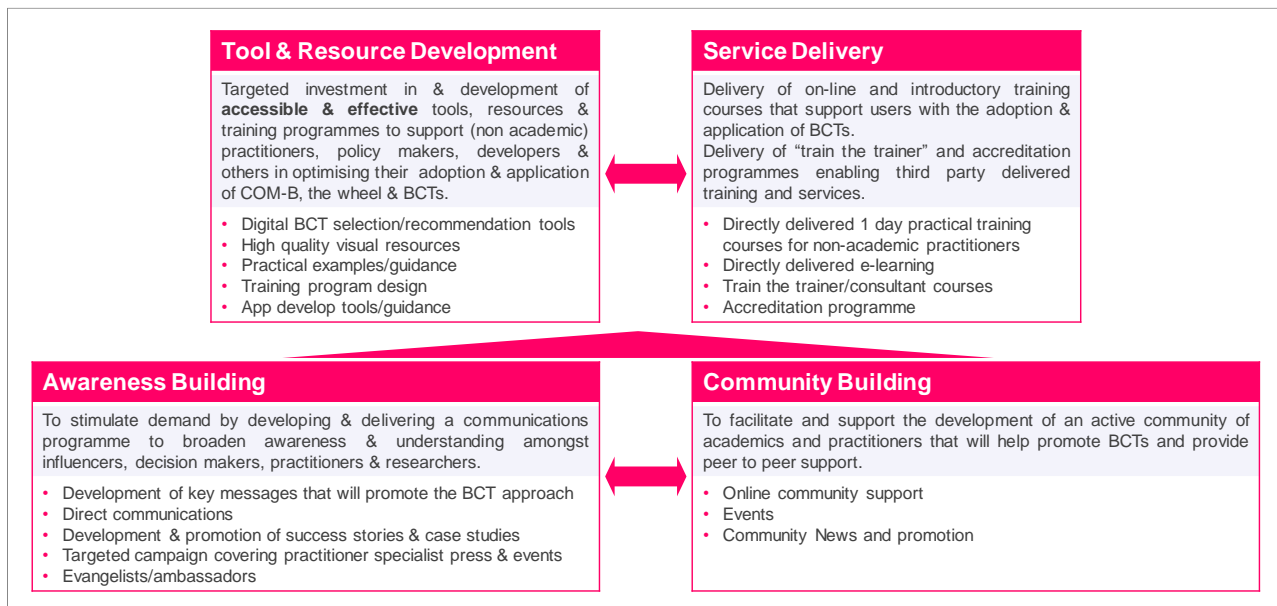 Tool & Resource Development
Targeted investment in & development of
accessible & effective tools, resources &
training programmes to support (non academic)
practitioners, policy makers, developers &
others in optimising their adoption & application
of COM-B, the wheel & BCTs.
• Digital BCT selection/recommendation tools
• High quality visual resources
• Practical examples/guidance
• Training program design
• App develop tools/guidance
Service Delivery
Delivery of on-line and introductory training
courses that support users with the adoption &
application of BCTs.
Delivery of “train the trainer” and accreditation
programmes enabling third party delivered
training and services.
• Directly delivered 1 day practical training
courses for non-academic practitioners
• Directly delivered e-learning
• Train the trainer/consultant courses
• Accreditation programme
Awareness Building
To stimulate demand by developing & delivering a communications
programme to broaden awareness & understanding amongst
influencers, decision makers, practitioners & researchers.
• Development of key messages that will promote the BCT approach
• Direct communications
• Development & promotion of success stories & case studies
• Targeted campaign covering practitioner specialist press & events
• Evangelists/ambassadors
Community Building
To facilitate and support the development of an active community of
academics and practitioners that will help promote BCTs and provide
peer to peer support.
• Online community support
• Events
• Community News and promotion